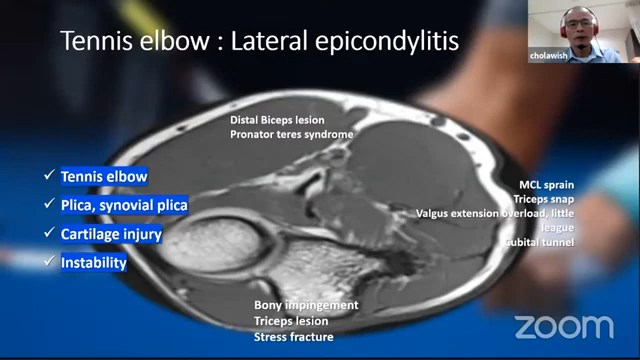 Tennis elbow : Lateral epicondylitis
cholawish
Distal Biceps lesion
Pronator teres syndrome
✓ Tennis elbow
✓ Plica, synovial plica
✓ Cartilage injury
✓ Instability
MCL sprain
Triceps snap
Valgus extension overload, little
league
Cubital tunnel
Bony impingement
Triceps lesion
Stress fracture
zoom